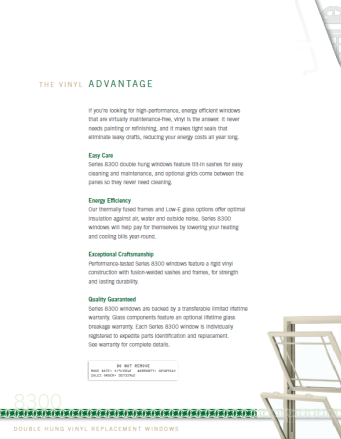 THE VINYL ADVANTAGE
If you're looking for high-performance, energy efficient windows
that are virtually maintenance-free, vinyl is the answer. It never
needs painting or refinishing, and it makes tight seals that
eliminate leaky drafts, reducing your energy costs all year long.
Easy Care
Series 8300 double hung windows feature tilt-in sashes for easy
cleaning and maintenance, and optional grids come between the
panes so they never need cleaning.
Energy Efficiency
Our thermally fused frames and Low-E glass options offer optimal
insulation against air, water and outside noise. Series 8300
windows will help pay for themselves by lowering your heating
and cooling bills year-round.
Exceptional Craftsmanship
Performance-tested Series 8300 windows feature a rigid vinyl
construction with fusion-welded sashes and frames, for strength
and lasting durability.
Quality Guaranteed
Series 8300 windows are backed by a transferable limited lifetime
warranty. Glass components feature an optional lifetime glass
breakage warranty. Each Series 8300 window is individually
registered to expedite parts identification and replacement.
See warranty for complete details.
DO NOT REMOVE
8300
DOUBLE HUNG VINYL REPLACEMENT WINDOWS